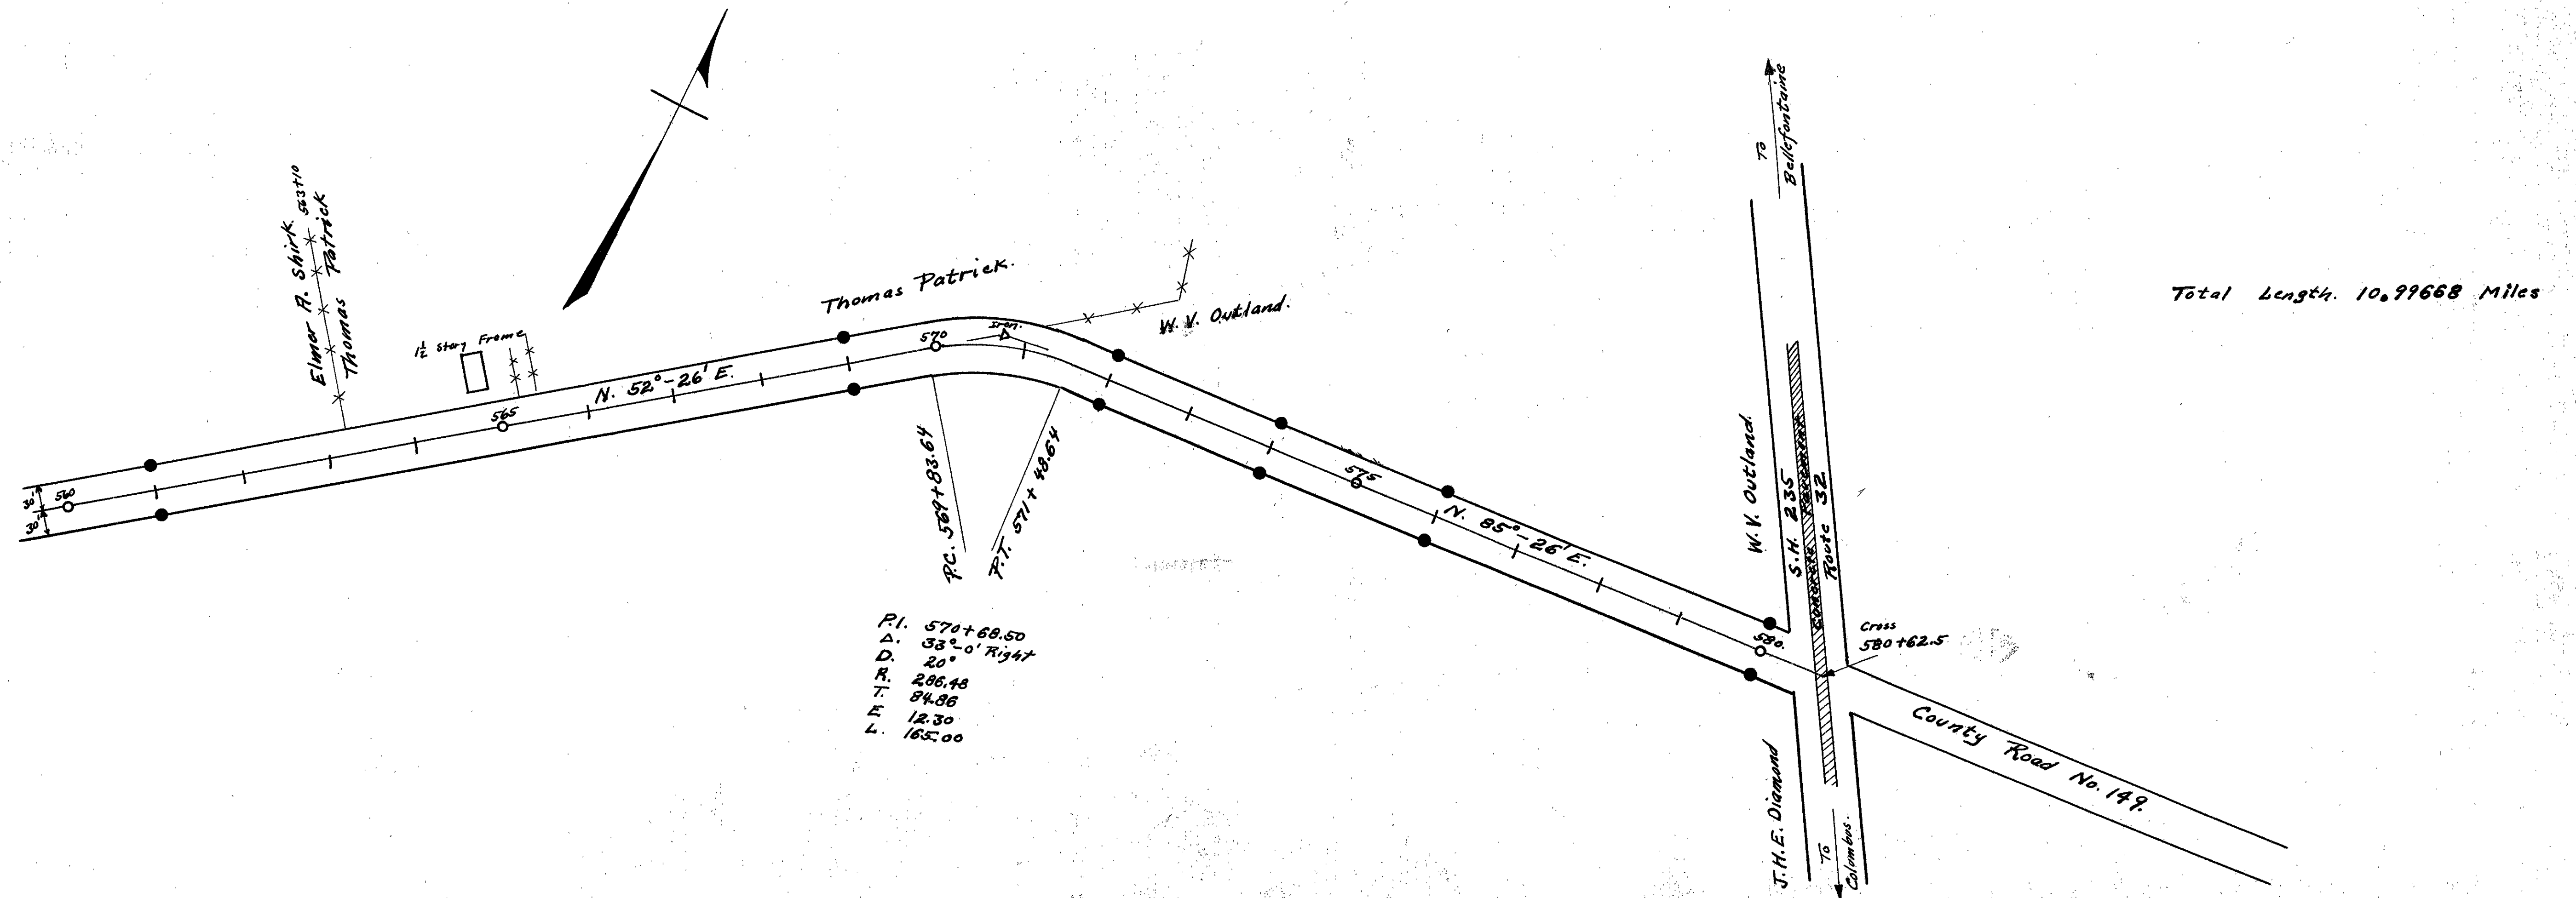 Elmer A. Shirk. 563+10
Thomas Patrick
1½ Story Frame
30'
30'
560
565
N. 52°-26' E.
Thomas Patrick.
570
Iron.
W. V. Outland.
P.C. 569+83.64
P.T. 571+48.64
P.I. 570+68.50
Δ. 33°-0' Right
D. 20°
R. 286.48
T. 84.86
E 12.30
L. 165.00
575
N. 85°-26' E.
580.
To
Bellefontaine
W. V. Outland.
S.H. 235
Concrete Pavement
Route 32
Cross
580+62.5
J.H.E. Diamond
To
Columbus.
County Road No. 149.
Total Length. 10.99668 Miles